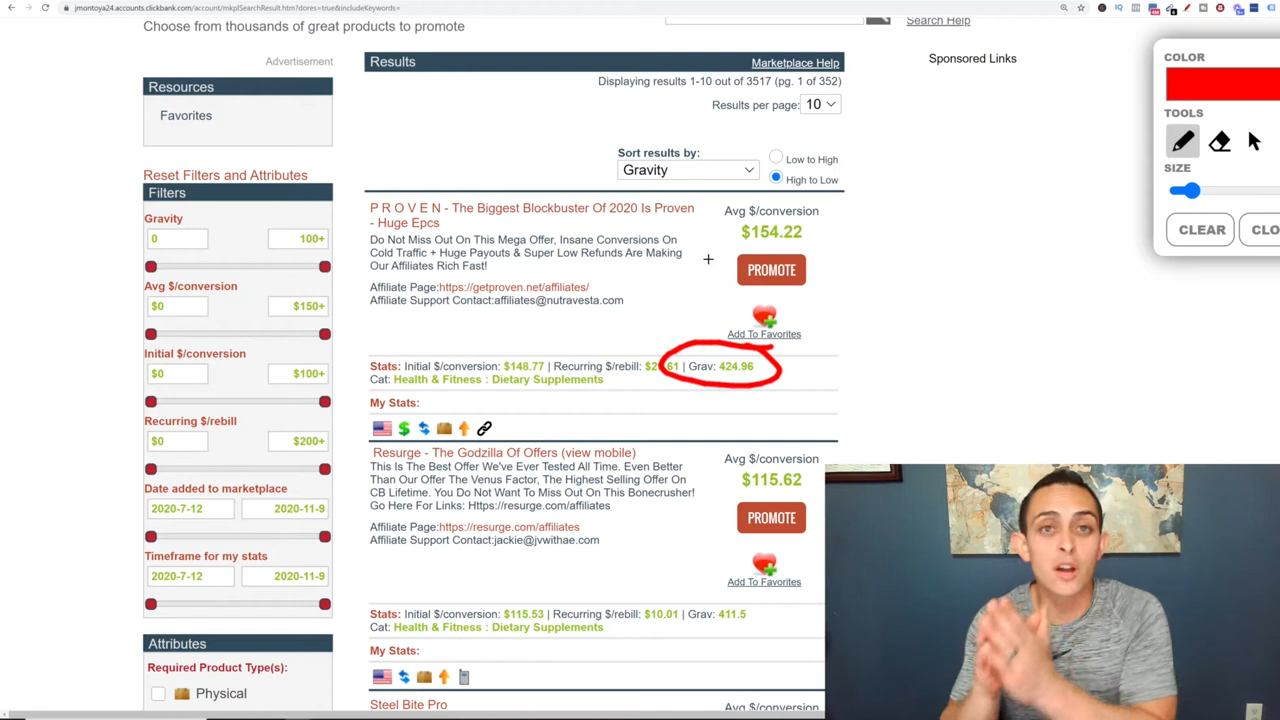 jmontoya24.accounts.clickbank.com/account/mkplSearchResult.htm?dores=true&includeKeywords=
Choose from thousands of great products to promote
Search Help
Advertisement
Resources
Favorites
Reset Filters and Attributes
Filters
Gravity
0 100+
Avg $/conversion
$0 $150+
Initial $/conversion
$0 $100+
Recurring $/rebill
$0 $200+
Date added to marketplace
2020-7-12 2020-11-9
Timeframe for my stats
2020-7-12 2020-11-9
Attributes
Required Product Type(s):
Physical
Results Marketplace Help
Displaying results 1-10 out of 3517 (pg. 1 of 352)
Results per page: 10
Sort results by:
Gravity
Low to High
High to Low
P R O V E N - The Biggest Blockbuster Of 2020 Is Proven
- Huge Epcs
Do Not Miss Out On This Mega Offer, Insane Conversions On
Cold Traffic + Huge Payouts & Super Low Refunds Are Making
Our Affiliates Rich Fast!
Affiliate Page:https://getproven.net/affiliates/
Affiliate Support Contact:affiliates@nutravesta.com
Avg $/conversion
$154.22
PROMOTE
Add To Favorites
Stats: Initial $/conversion: $148.77 | Recurring $/rebill: | Grav: 424.96
Cat: Health & Fitness : Dietary Supplements
My Stats:
Resurge - The Godzilla Of Offers (view mobile)
This Is The Best Offer We've Ever Tested All Time. Even Better
Than Our Offer The Venus Factor, The Highest Selling Offer On
CB Lifetime. You Do Not Want To Miss Out On This Bonecrusher!
Go Here For Links: Https://resurge.com/affiliates
Affiliate Page:https://resurge.com/affiliates
Affiliate Support Contact:jackie@jvwithae.com
Avg $/conversion
$115.62
PROMOTE
Add To Favorites
Stats: Initial $/conversion: $115.53 | Recurring $/rebill: $10.01 | Grav: 411.5
Cat: Health & Fitness : Dietary Supplements
My Stats:
Steel Bite Pro
Avg $/conversion
Sponsored Links
COLOR
TOOLS
SIZE
CLEAR